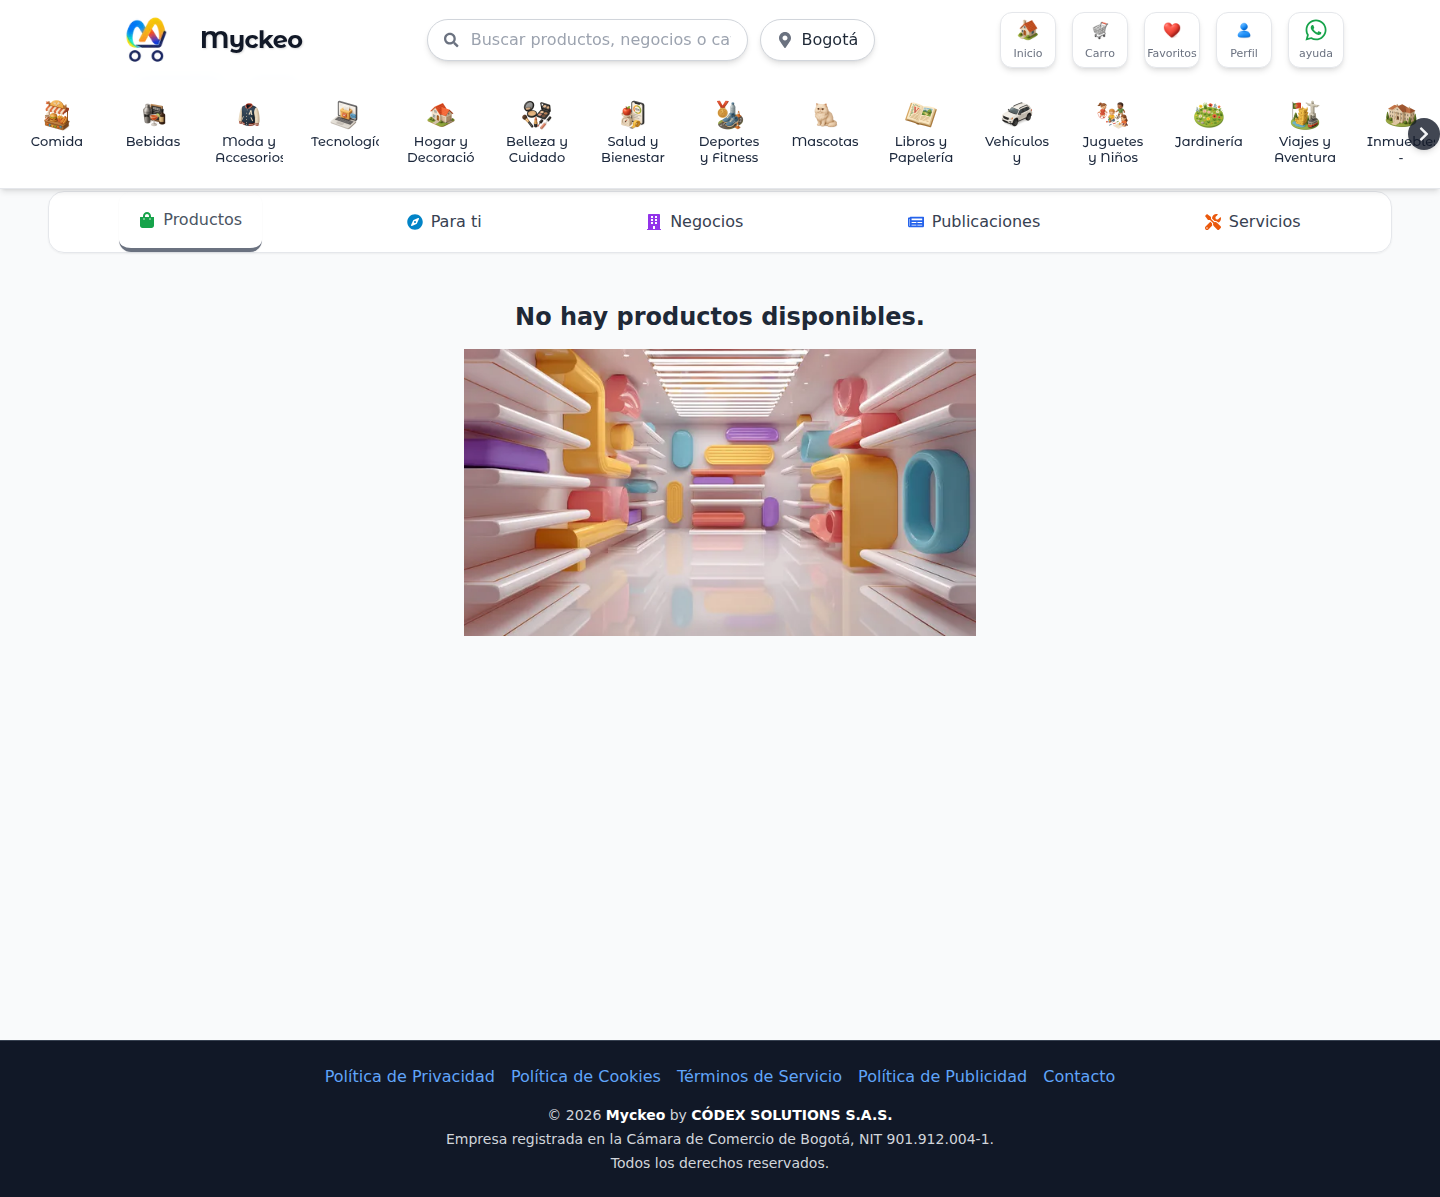 Myckeo
Buscar productos, negocios o ca
Bogotá
Inicio
Carro
Favoritos
Perfil
ayuda
Comida
Bebidas
Moda y
Accesorios
Tecnologíc
Hogar y
Decoració
Belleza y
Cuidado
Salud y
Bienestar
Deportes
y Fitness
Mascotas
Libros y
Papelería
Vehículos
y
Juguetes
y Niños
Jardinería
Viajes y
Aventura
Inmuebles
-
Productos
Para ti
Negocios
Publicaciones
Servicios
No hay productos disponibles.
Política de Privacidad Política de Cookies Términos de Servicio Política de Publicidad Contacto
© 2026 Myckeo by CÓDEX SOLUTIONS S.A.S.
Empresa registrada en la Cámara de Comercio de Bogotá, NIT 901.912.004-1.
Todos los derechos reservados.